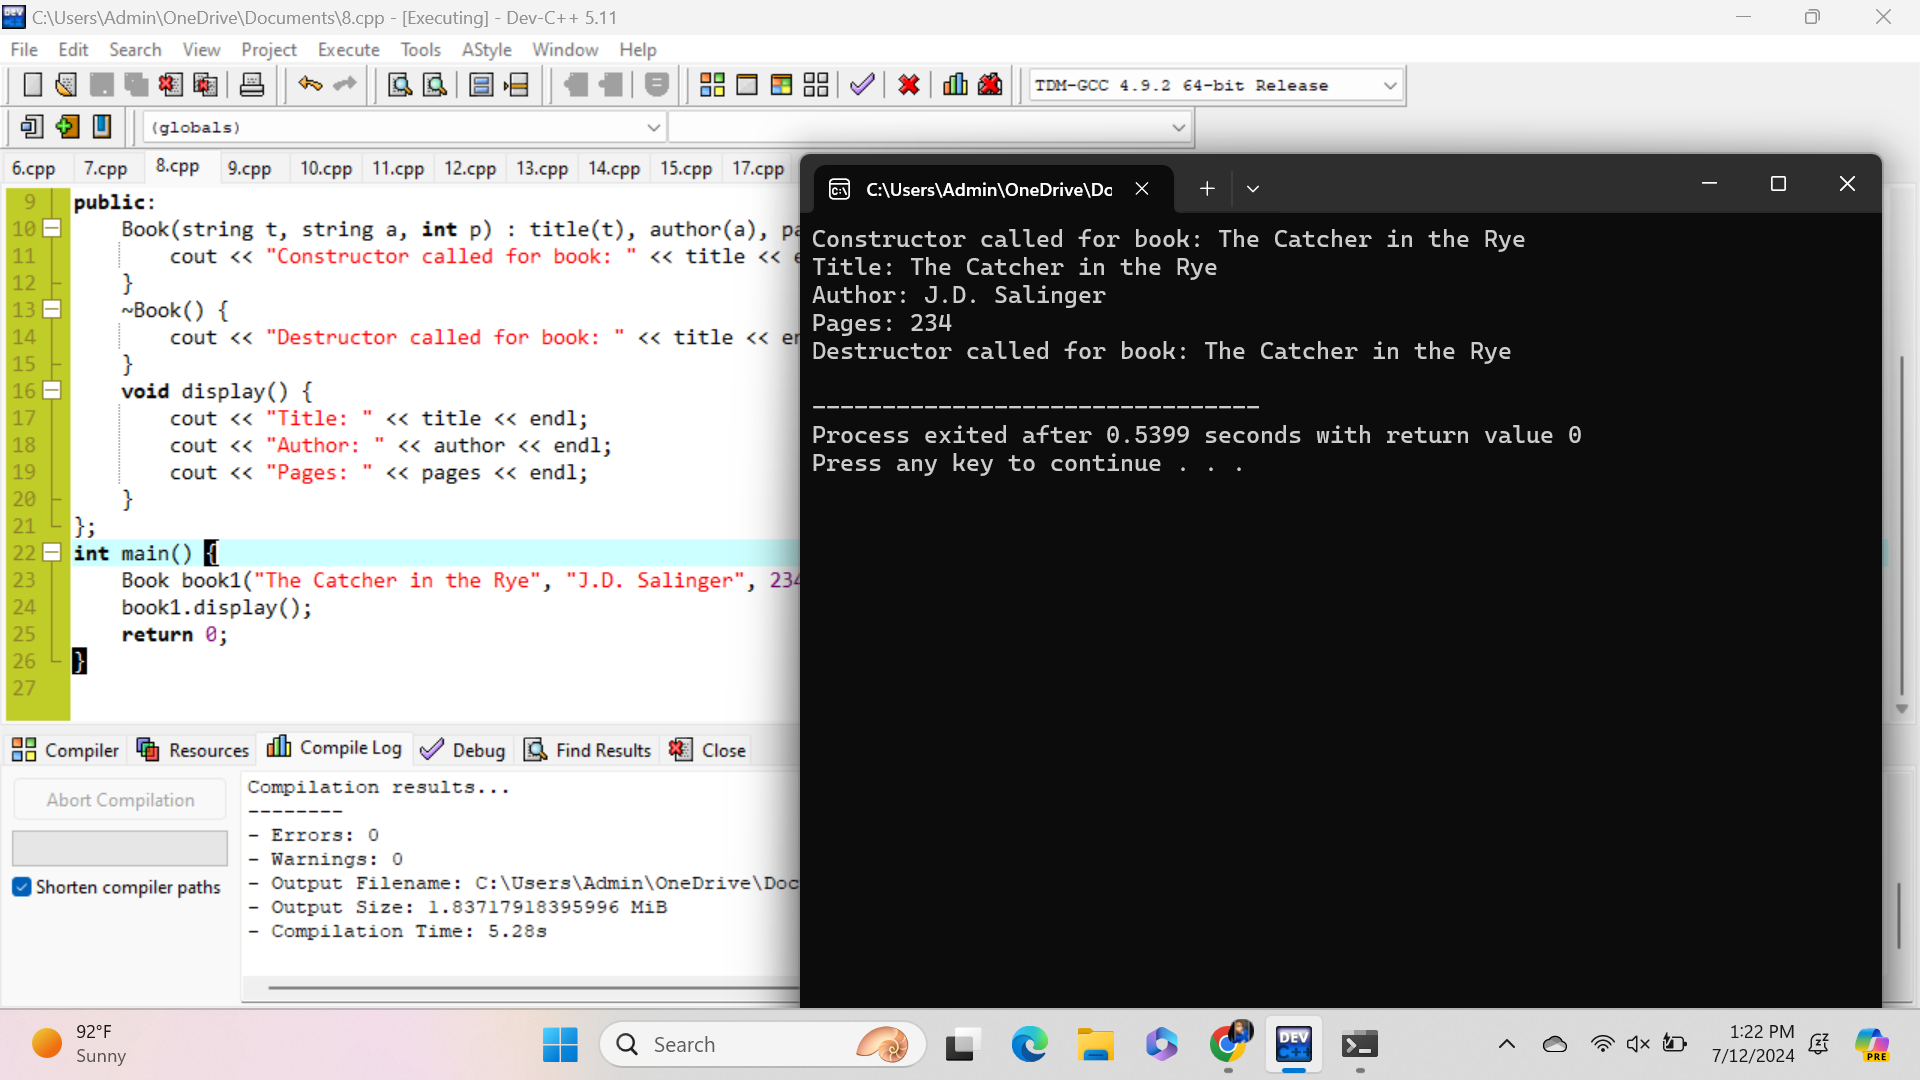 C:\Users\Admin\OneDrive\Documents\8.cpp - [Executing] - Dev-C++ 5.11
File Edit Search View Project Execute Tools AStyle Window Help
TDM-GCC 4.9.2 64-bit Release
(globals)
6.cpp 7.cpp 8.cpp 9.cpp 10.cpp 11.cpp 12.cpp 13.cpp 14.cpp 15.cpp 17.cpp
9 public:
10 Book(string t, string a, int p) : title(t), author(a), pa
11 cout << "Constructor called for book: " << title << e
12 }
13 ~Book() {
14 cout << "Destructor called for book: " << title << en
15 }
16 void display() {
17 cout << "Title: " << title << endl;
18 cout << "Author: " << author << endl;
19 cout << "Pages: " << pages << endl;
20 }
21 };
22 int main() {
23 Book book1("The Catcher in the Rye", "J.D. Salinger", 234
24 book1.display();
25 return 0;
26 }
27
C:\Users\Admin\OneDrive\Do
Constructor called for book: The Catcher in the Rye
Title: The Catcher in the Rye
Author: J.D. Salinger
Pages: 234
Destructor called for book: The Catcher in the Rye
--------------------------------
Process exited after 0.5399 seconds with return value 0
Press any key to continue . . .
Compiler Resources Compile Log Debug Find Results Close
Abort Compilation
Shorten compiler paths
Compilation results...
--------
- Errors: 0
- Warnings: 0
- Output Filename: C:\Users\Admin\OneDrive\Doc
- Output Size: 1.83717918395996 MiB
- Compilation Time: 5.28s
92°F
Sunny
Search
DEV
C++
1:22 PM
7/12/2024
PRE